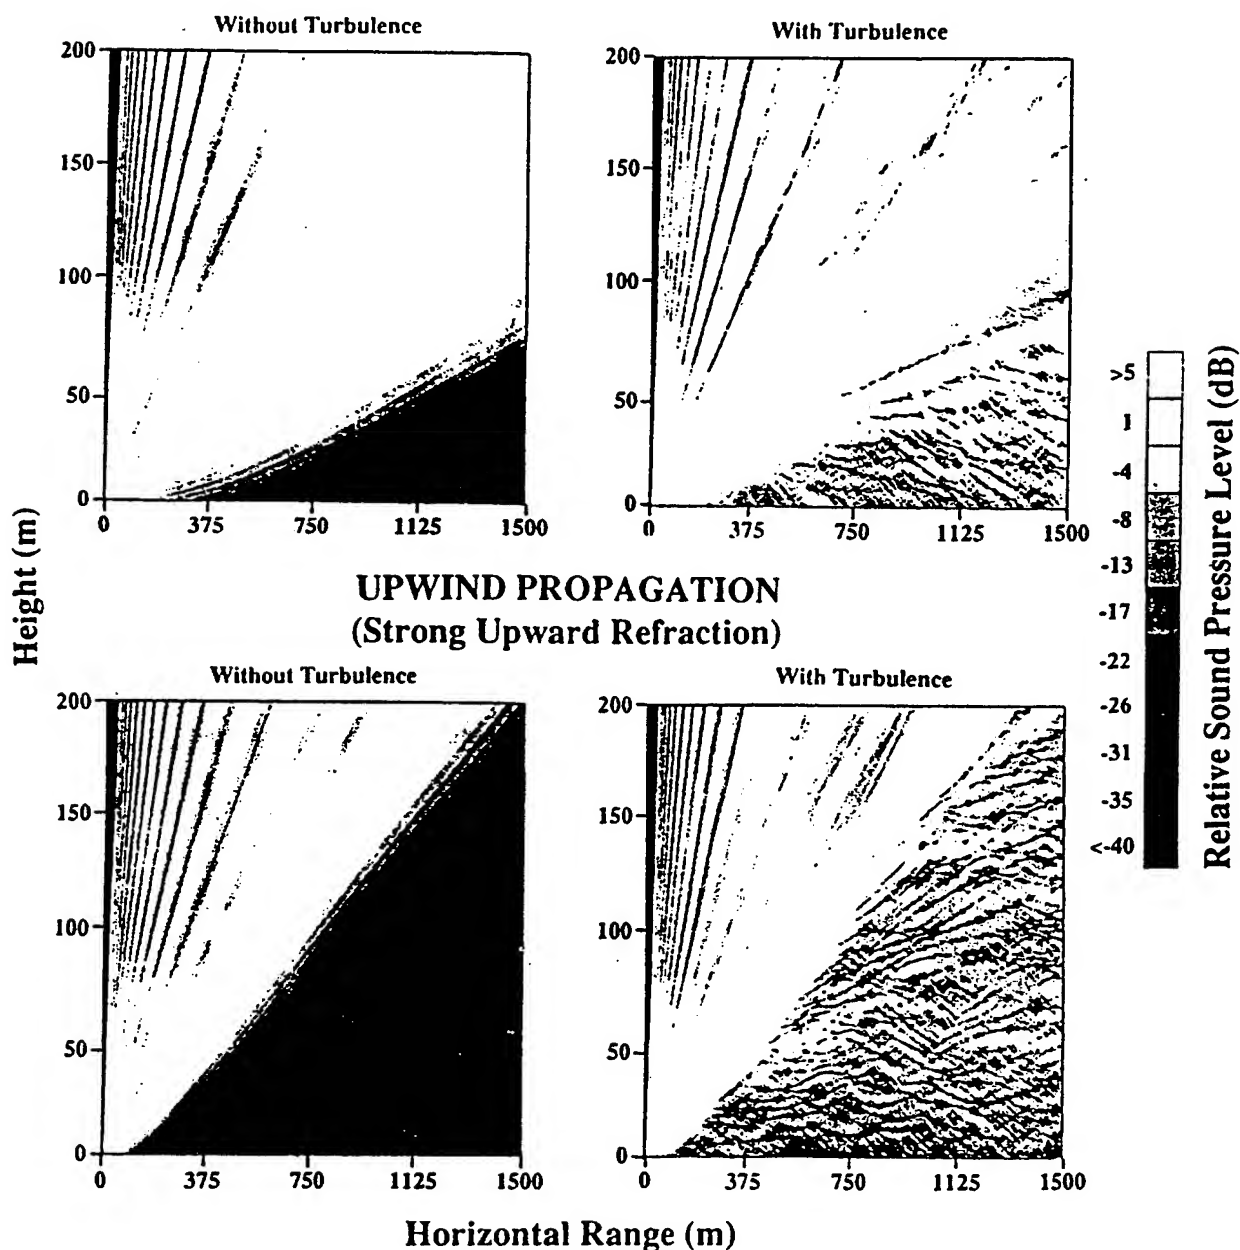 Without Turbulence
With Turbulence
200
150
100
50
0
0 375 750 1125 1500
200
150
100
50
0
0 375 750 1125 1500
UPWIND PROPAGATION
(Strong Upward Refraction)
Without Turbulence
With Turbulence
200
150
100
50
0
0 375 750 1125 1500
200
150
100
50
0
0 375 750 1125 1500
Height (m)
Horizontal Range (m)
>5
1
-4
-8
-13
-17
-22
-26
-31
-35
<-40
Relative Sound Pressure Level (dB)